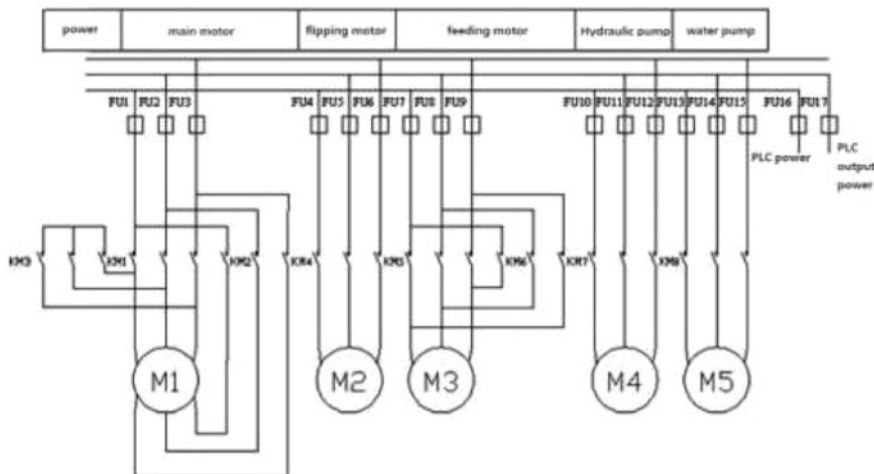 power main motor flipping motor feeding motor Hydraulic pump water pump
FU1 FU2 FU3 FU4 FU5 FU6 FU7 FU8 FU9 FU10 FU11 FU12 FU13 FU14 FU15 FU16 FU17
PLC power
PLC
output
power
KM3 KM1 KM2 KM4 KM5 KM6 KM7 KM8
M1 M2 M3 M4 M5